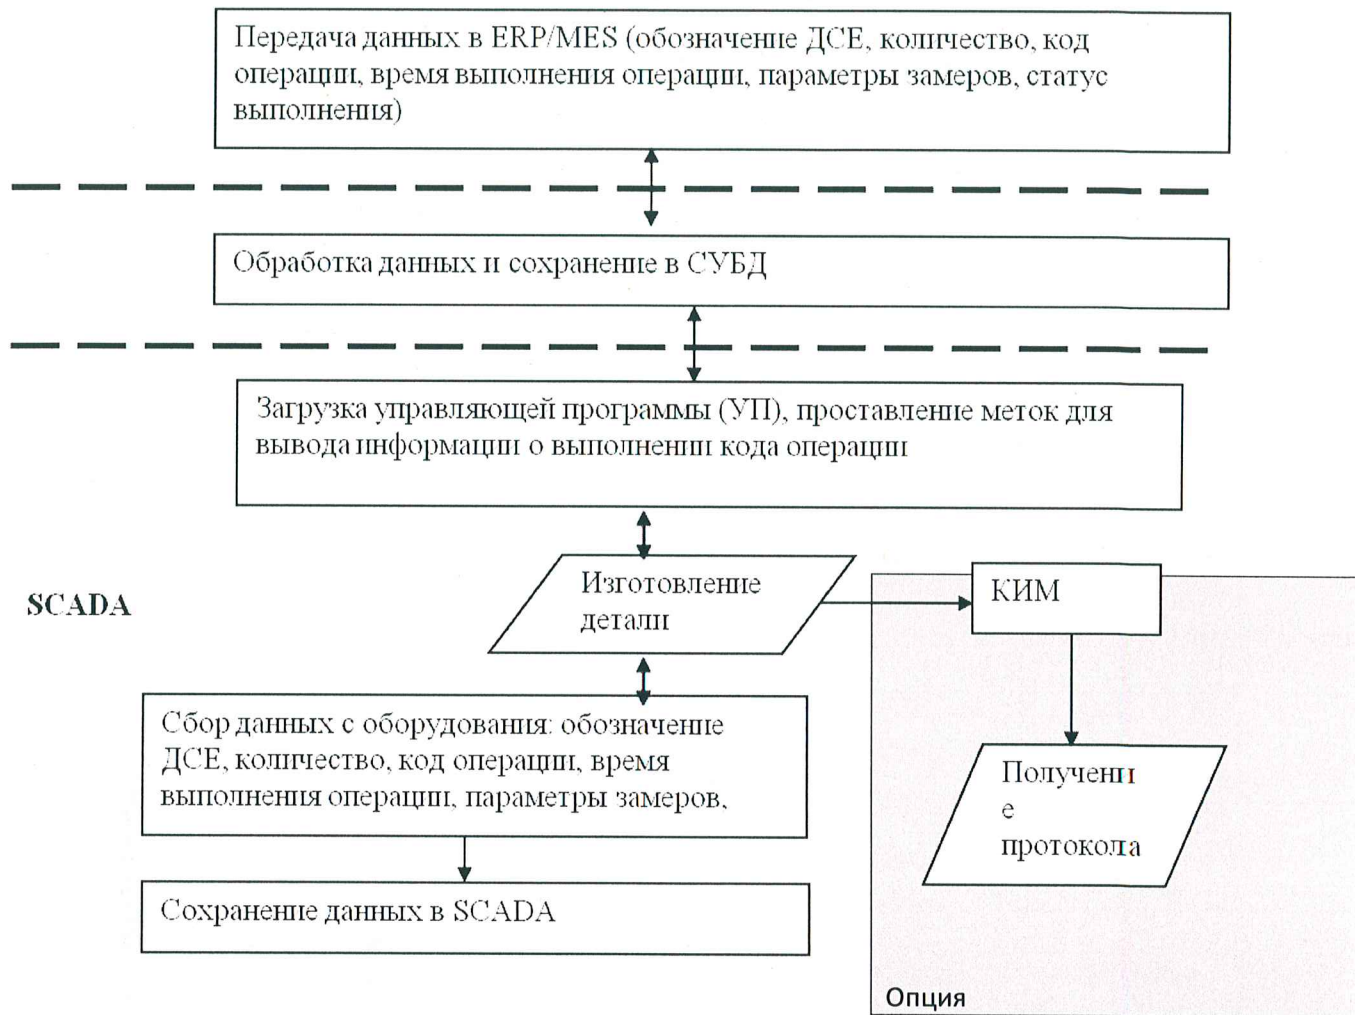 Передача данных в ERP/MES (обозначение ДСЕ, количество, код
операции, время выполнения операции, параметры замеров, статус
выполнения)
Обработка данных и сохранение в СУБД
Загрузка управляющей программы (УП), проставление меток для
вывода информации о выполнении кода операции
Изготовление
детали
КИМ
SCADA
Сбор данных с оборудования: обозначение
ДСЕ, количество, код операции, время
выполнения операции, параметры замеров,
Получени
е
протокола
Сохранение данных в SCADA
Опция